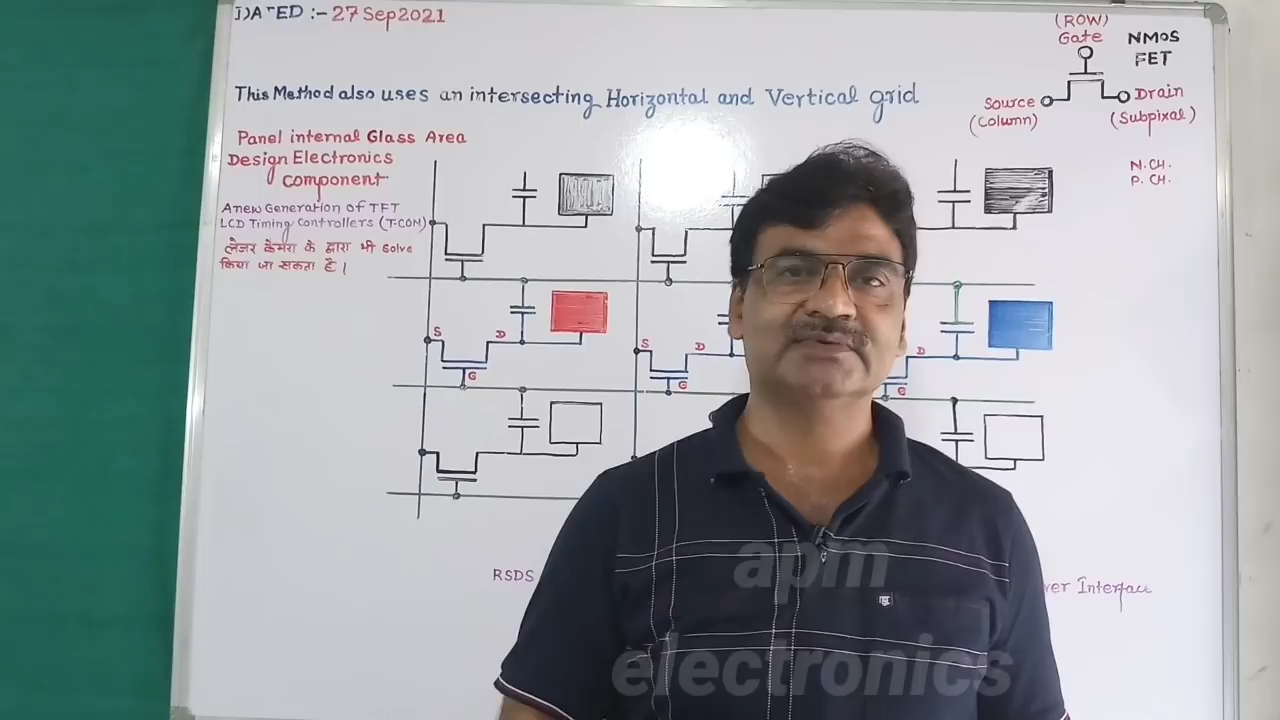 DATED :- 27 Sep 2021
This Method also uses an intersecting Horizontal and Vertical grid
(ROW)
Gate
NMOS
FET
Source
(Column)
Drain
(Subpixal)
N.CH.
P.CH.
Panel internal Glass Area
Design Electronics
component
A new Generation of TFT
LCD Timing Controllers (T-CON)
लेजर कैमरा के द्वारा भी Solve
किया जा सकता है।
S
D
G
S
D
G
D
G
RSDS
Interface
apm
electronics